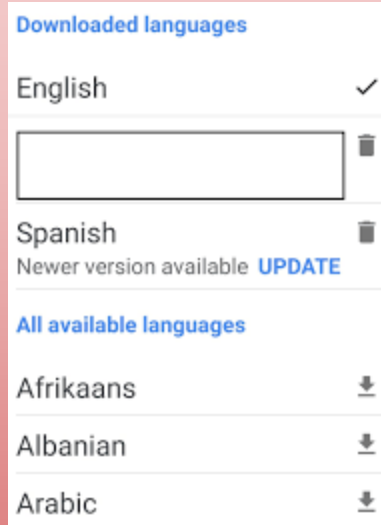 Downloaded languages
English
Spanish
Newer version available UPDATE
All available languages
Afrikaans
Albanian
Arabic